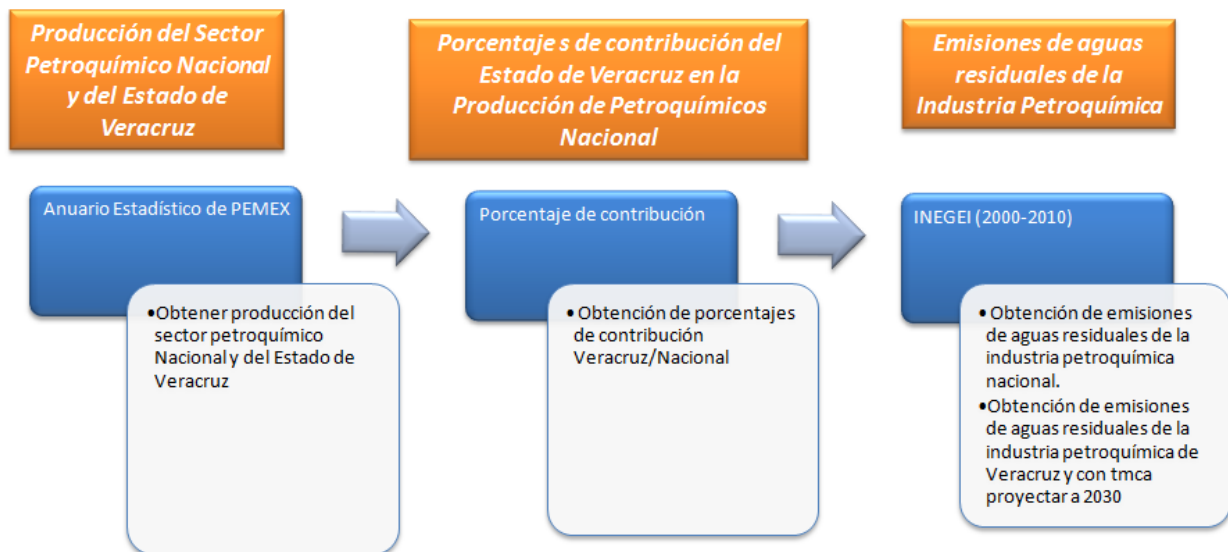 Producción del Sector
Petroquímico Nacional
y del Estado de
Veracruz
Porcentaje s de contribución del
Estado de Veracruz en la
Producción de Petroquímicos
Nacional
Emisiones de aguas
residuales de la
Industria Petroquímica
Anuario Estadístico de PEMEX
•Obtener producción del
sector petroquímico
Nacional y del Estado de
Veracruz
Porcentaje de contribución
• Obtención de porcentajes
de contribución
Veracruz/Nacional
INEGEI (2000-2010)
• Obtención de emisiones
de aguas residuales de la
industria petroquímica
nacional.
•Obtención de emisiones
de aguas residuales de la
industria petroquímica de
Veracruz y con tmca
proyectar a 2030